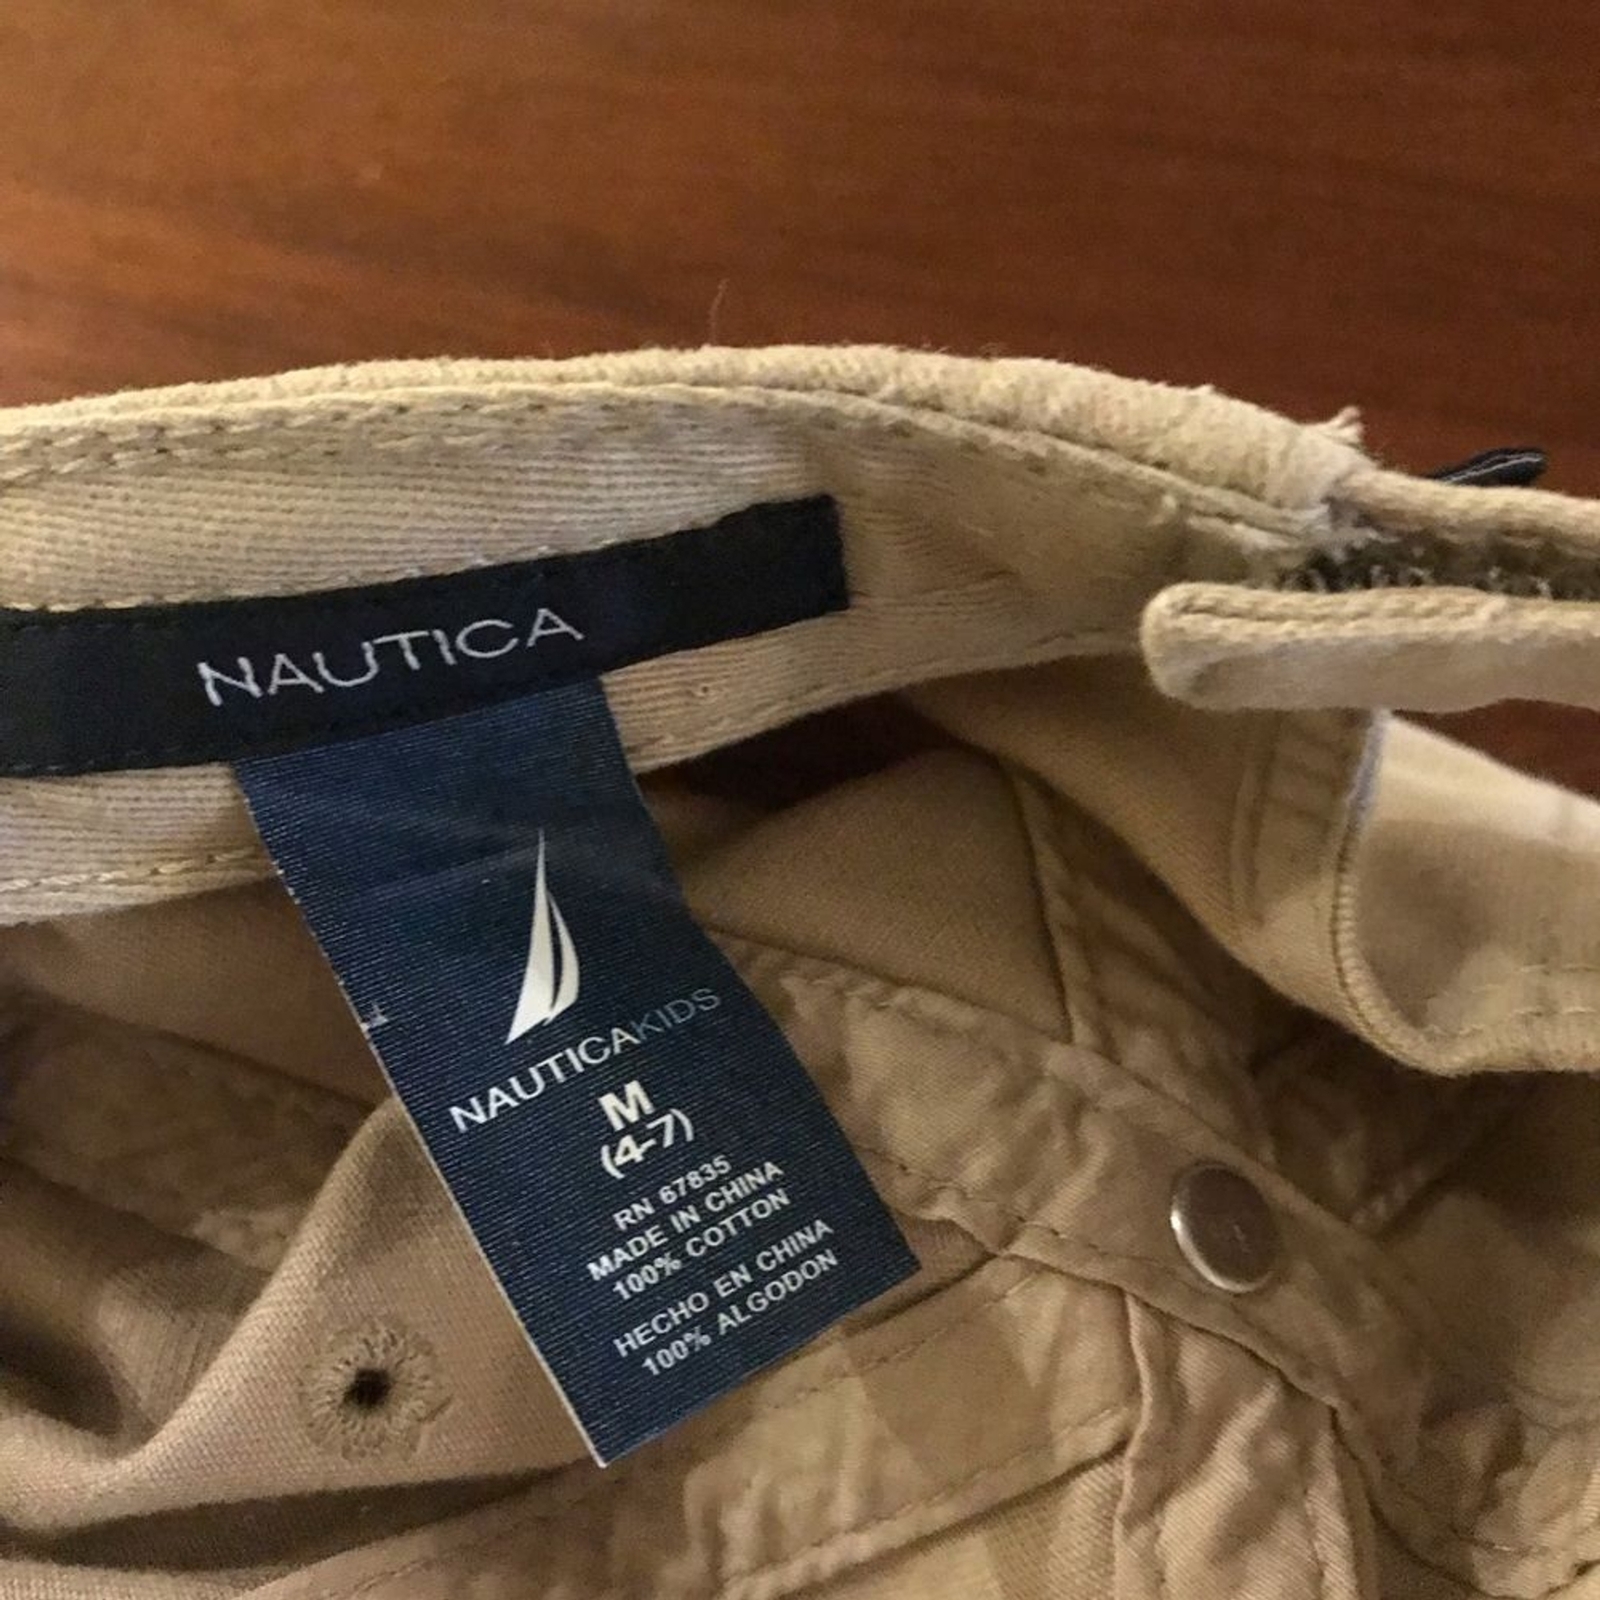 NAUTICA
NAUTICAKIDS
M
(4-7)
RN 67835
MADE IN CHINA
100% COTTON
HECHO EN CHINA
100% ALGODON